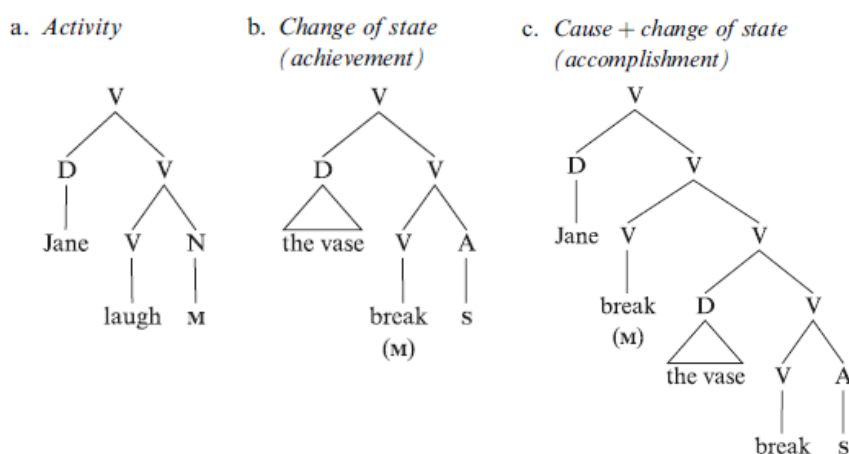 a. Activity b. Change of state c. Cause + change of state
(achievement) (accomplishment)
V V V
D V D V D V
Jane V N the vase V A Jane V V
laugh M break S break D V
(M) (M)
the vase V A
break S